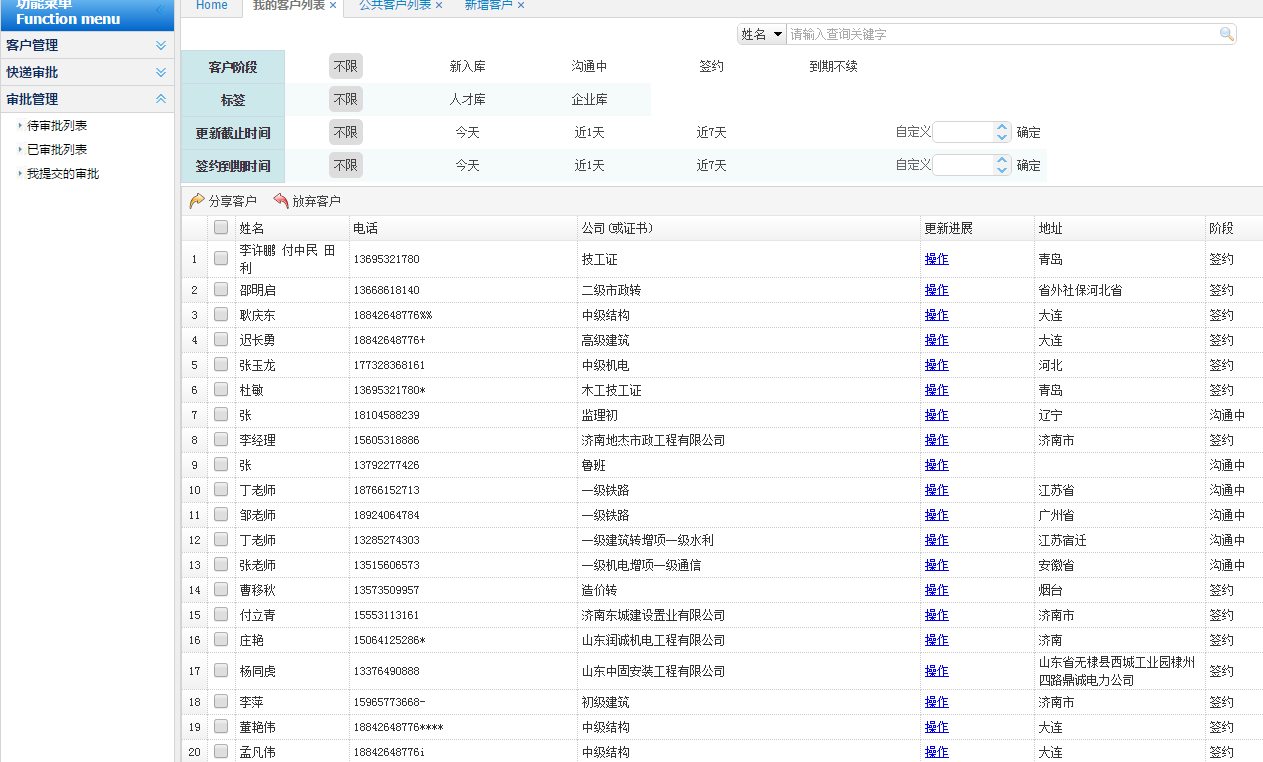 功能菜单
Function menu
Home 我的客户列表 × 公共客户列表 × 新增客户 ×
客户管理
快递审批
审批管理
待审批列表
已审批列表
我提交的审批
姓名 请输入查询关键字
客户阶段 不限 新入库 沟通中 签约 到期不续
标签 不限 人才库 企业库
更新截止时间 不限 今天 近1天 近7天 自定义 确定
签约到期时间 不限 今天 近1天 近7天 自定义 确定
分享客户 放弃客户
姓名 电话 公司(或证书) 更新进展 地址 阶段
1 李许鹏 付中民 田
利 13695321780 技工证 操作 青岛 签约
2 邵明启 13668618140 二级市政转 操作 省外社保河北省 签约
3 耿庆东 18842648776%% 中级结构 操作 大连 签约
4 迟长勇 18842648776+ 高级建筑 操作 大连 签约
5 张玉龙 177328368161 中级机电 操作 河北 签约
6 杜敏 13695321780* 木工技工证 操作 青岛 签约
7 张 18104588239 监理初 操作 辽宁 沟通中
8 李经理 15605318886 济南地杰市政工程有限公司 操作 济南市 签约
9 张 13792277426 鲁班 操作 沟通中
10 丁老师 18766152713 一级铁路 操作 江苏省 沟通中
11 邹老师 18924064784 一级铁路 操作 广州省 沟通中
12 丁老师 13285274303 一级建筑转增项一级水利 操作 江苏宿迁 沟通中
13 张老师 13515606573 一级机电增项一级通信 操作 安徽省 沟通中
14 曹移秋 13573509957 造价转 操作 烟台 签约
15 付立青 15553113161 济南东城建设置业有限公司 操作 济南市 签约
16 庄艳 15064125286* 山东润诚机电工程有限公司 操作 济南 签约
17 杨同虎 13376490888 山东中固安装工程有限公司 操作 山东省无棣县西城工业园棣州
四路鼎诚电力公司 签约
18 李萍 15965773668- 初级建筑 操作 济南市 签约
19 董艳伟 18842648776**** 中级结构 操作 大连 签约
20 孟凡伟 18842648776i 中级结构 操作 大连 签约